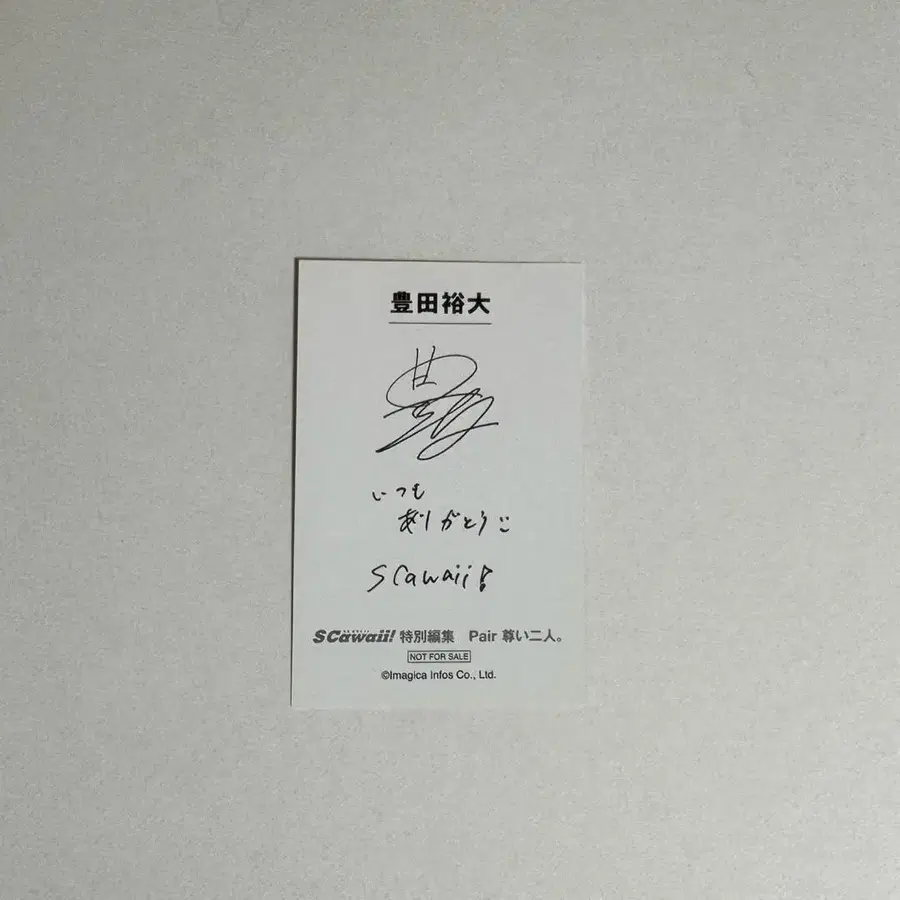 豊田裕大
いつも
ありがとう
SCawaii!
SCawaii! 特別編集 Pair 尊い二人。
NOT FOR SALE
©Imagica Infos Co., Ltd.